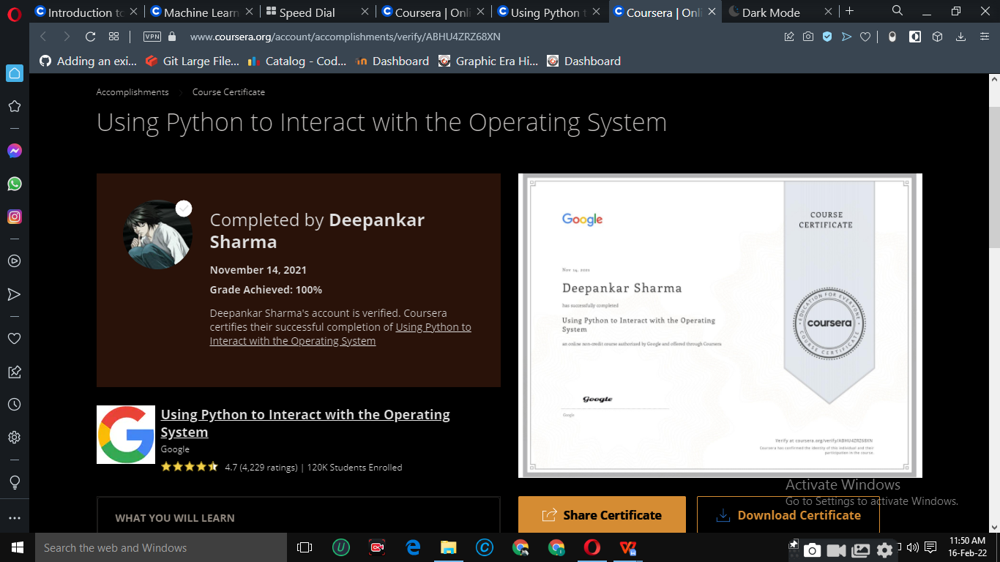 Introduction to
Machine Learn
Speed Dial
Coursera | Onli
Using Python t
Coursera | Onli
Dark Mode
VPN
www.coursera.org/account/accomplishments/verify/ABHU4ZRZ68XN
Adding an exi...
Git Large File...
Catalog - Cod...
Dashboard
Graphic Era Hi...
Dashboard
Accomplishments
Course Certificate
Using Python to Interact with the Operating System
Completed by Deepankar
Sharma
November 14, 2021
Grade Achieved: 100%
Deepankar Sharma's account is verified. Coursera
certifies their successful completion of Using Python to
Interact with the Operating System
Google
COURSE
CERTIFICATE
Nov 14, 2021
Deepankar Sharma
has successfully completed
Using Python to Interact with the Operating
System
an online non-credit course authorized by Google and offered through Coursera
EDUCATION FOR EVERYONE
coursera
COURSE CERTIFICATE
Google
Google
Verify at coursera.org/verify/ABHU4ZRZ68XN
Coursera has confirmed the identity of this individual and their
participation in the course.
Using Python to Interact with the Operating
System
Google
4.7 (4,229 ratings) | 120K Students Enrolled
WHAT YOU WILL LEARN
Share Certificate
Download Certificate
Activate Windows
Go to Settings to activate Windows.
Search the web and Windows
11:50 AM
16-Feb-22